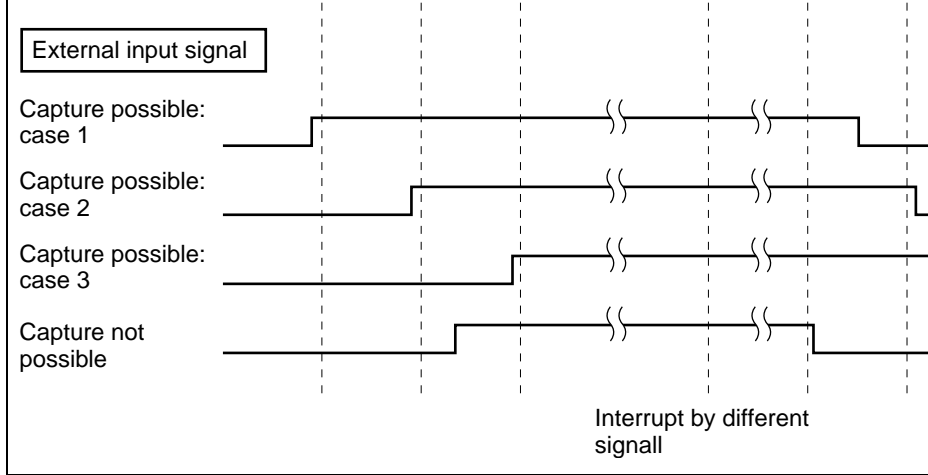 External input signal
Capture possible:
case 1
Capture possible:
case 2
Capture possible:
case 3
Capture not
possible
Interrupt by different
signall